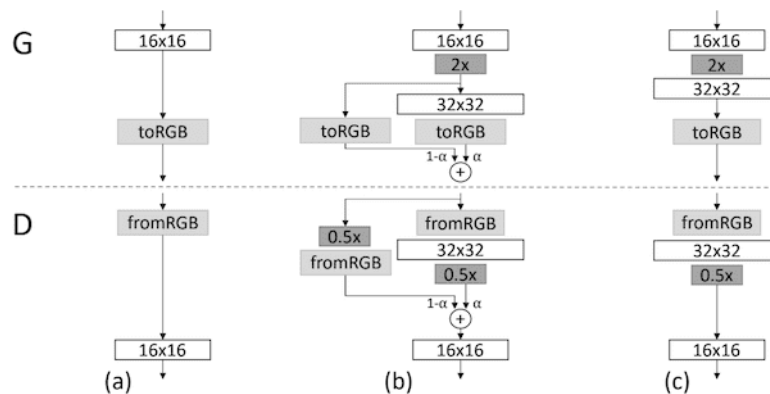 G
16x16
toRGB
16x16
2x
32x32
toRGB
toRGB
1-α
α
+
16x16
2x
32x32
toRGB
D
fromRGB
16x16
(a)
0.5x
fromRGB
fromRGB
32x32
0.5x
1-α
α
+
16x16
(b)
fromRGB
32x32
0.5x
16x16
(c)